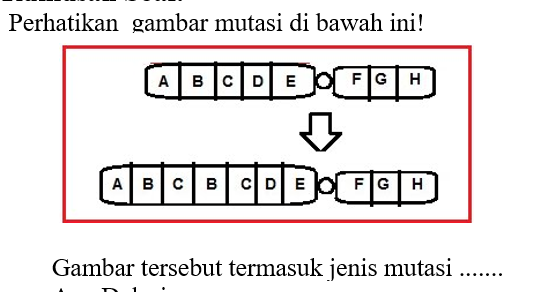 Perhatikan gambar mutasi di bawah ini!
A B C D E F G H
A B C B C D E F G H
Gambar tersebut termasuk jenis mutasi .......